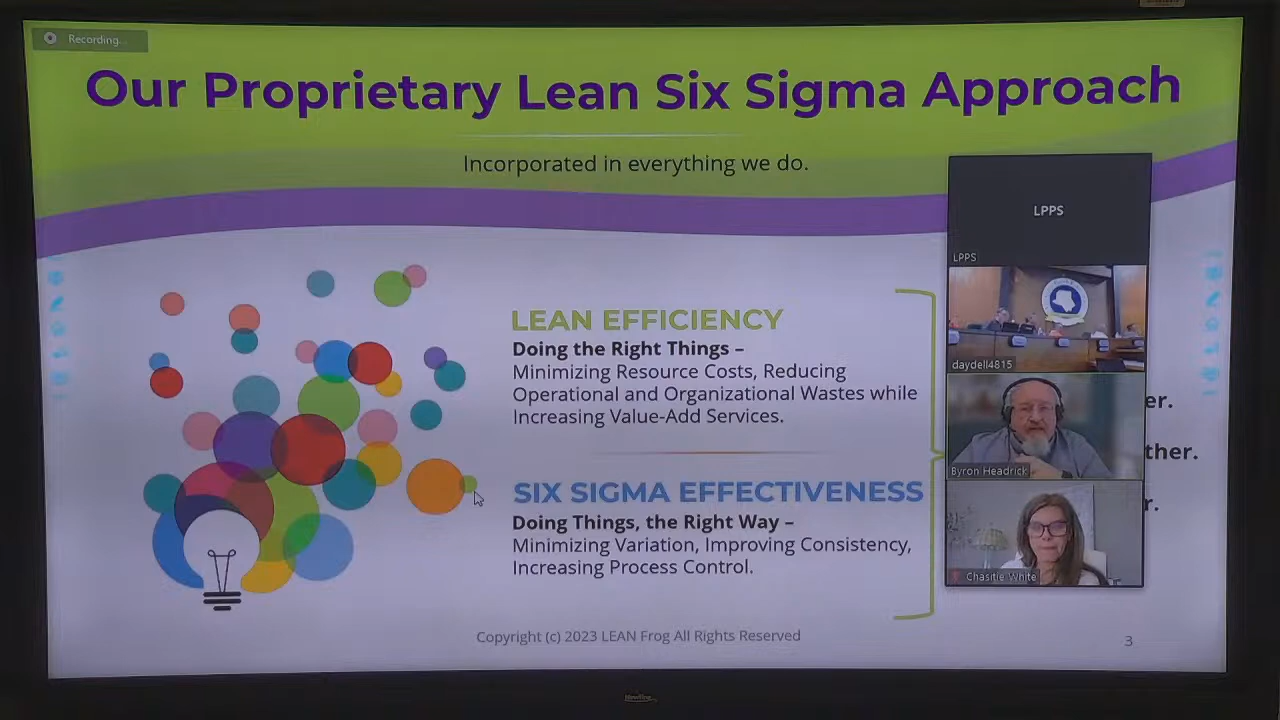 Recording...
Our Proprietary Lean Six Sigma Approach
Incorporated in everything we do.
LPPS
LPPS
daydell4815
Byron Headrick
Chasitie White
LEAN EFFICIENCY
Doing the Right Things –
Minimizing Resource Costs, Reducing
Operational and Organizational Wastes while
Increasing Value-Add Services.
SIX SIGMA EFFECTIVENESS
Doing Things, the Right Way –
Minimizing Variation, Improving Consistency,
Increasing Process Control.
er.
ther.
r.
Copyright (c) 2023 LEAN Frog All Rights Reserved
3